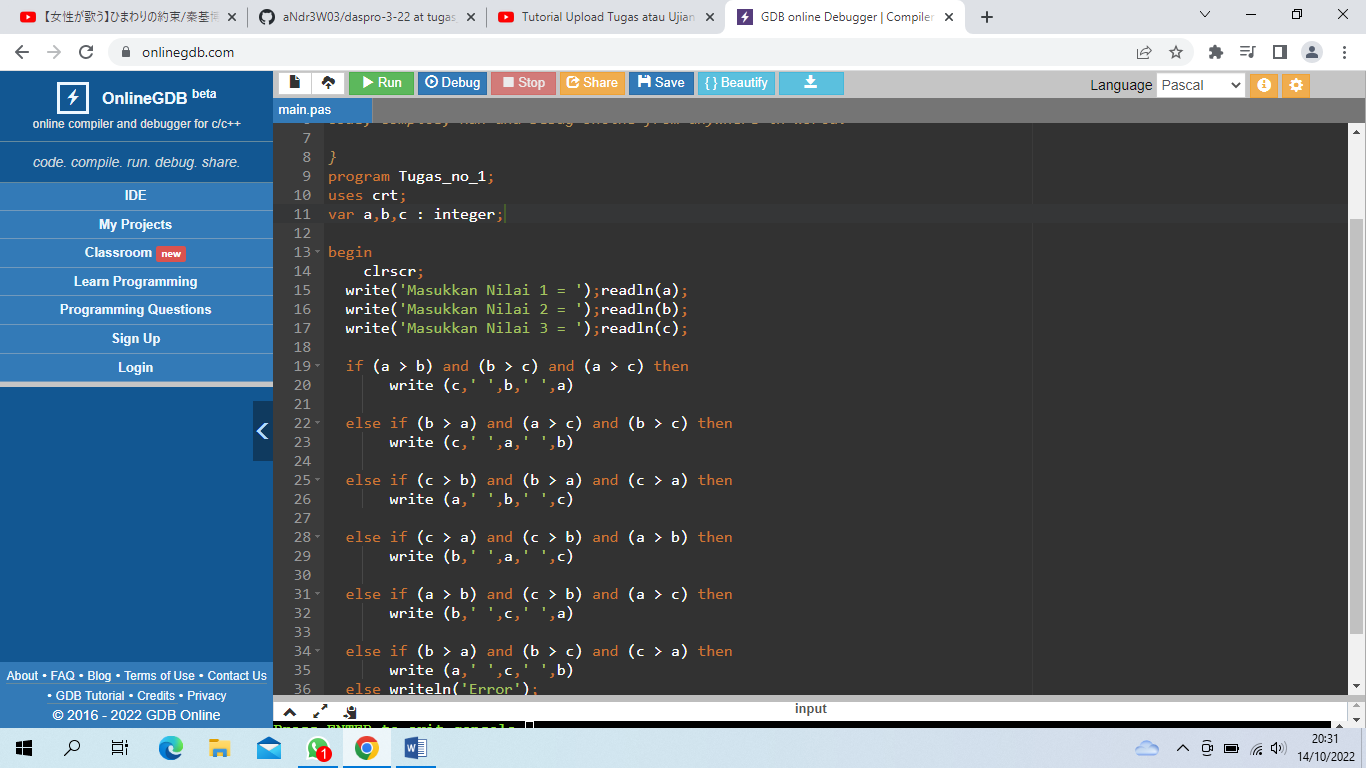 【女性が歌う】ひまわりの約束/秦基博
aNdr3W03/daspro-3-22 at tugas
Tutorial Upload Tugas atau Ujian
GDB online Debugger | Compiler
onlinegdb.com
OnlineGDB beta
online compiler and debugger for c/c++
code. compile. run. debug. share.
IDE
My Projects
Classroom new
Learn Programming
Programming Questions
Sign Up
Login
About • FAQ • Blog • Terms of Use • Contact Us
• GDB Tutorial • Credits • Privacy
© 2016 - 2022 GDB Online
Run Debug Stop Share Save { } Beautify
Language Pascal
main.pas
7
8 }
9 program Tugas_no_1;
10 uses crt;
11 var a,b,c : integer;
12
13 begin
14 clrscr;
15 write('Masukkan Nilai 1 = ');readln(a);
16 write('Masukkan Nilai 2 = ');readln(b);
17 write('Masukkan Nilai 3 = ');readln(c);
18
19 if (a > b) and (b > c) and (a > c) then
20 write (c,' ',b,' ',a)
21
22 else if (b > a) and (a > c) and (b > c) then
23 write (c,' ',a,' ',b)
24
25 else if (c > b) and (b > a) and (c > a) then
26 write (a,' ',b,' ',c)
27
28 else if (c > a) and (c > b) and (a > b) then
29 write (b,' ',a,' ',c)
30
31 else if (a > b) and (c > b) and (a > c) then
32 write (b,' ',c,' ',a)
33
34 else if (b > a) and (b > c) and (c > a) then
35 write (a,' ',c,' ',b)
36 else writeln('Error');
input
1
20:31
14/10/2022